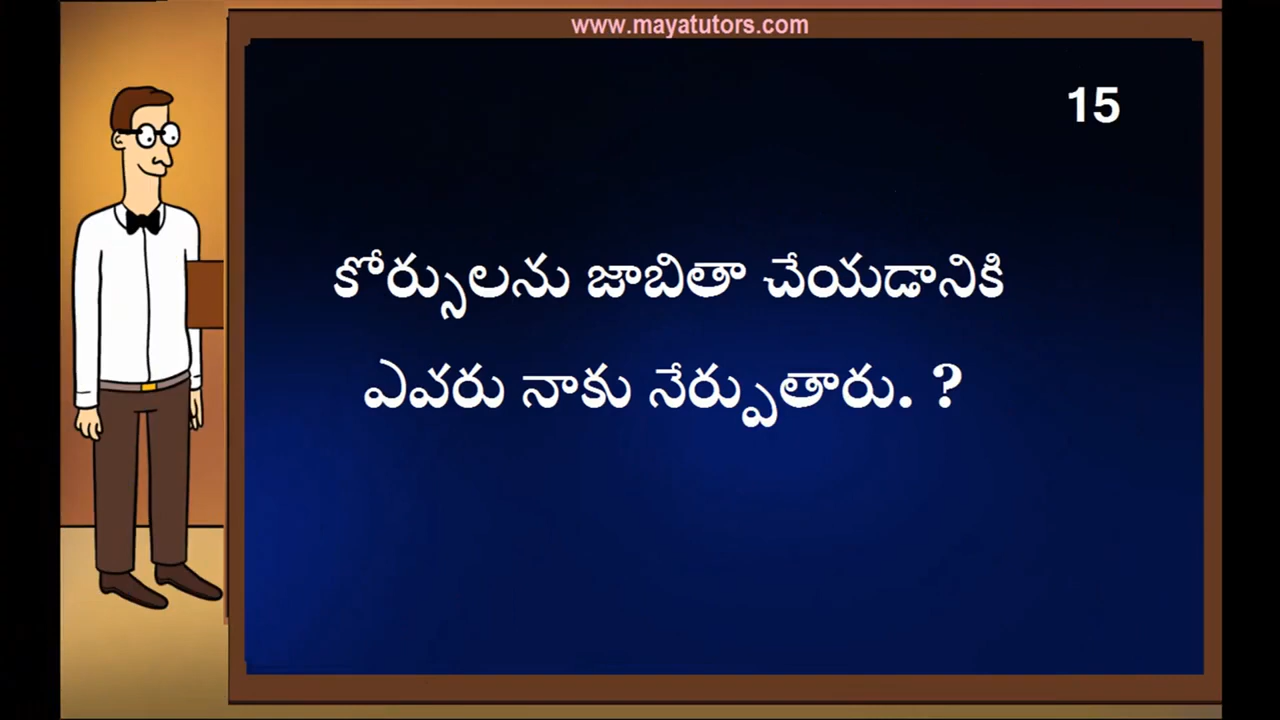 www.mayatutors.com
15
కోర్సులను జాబితా చేయడానికి
ఎవరు నాకు నేర్పుతారు. ?